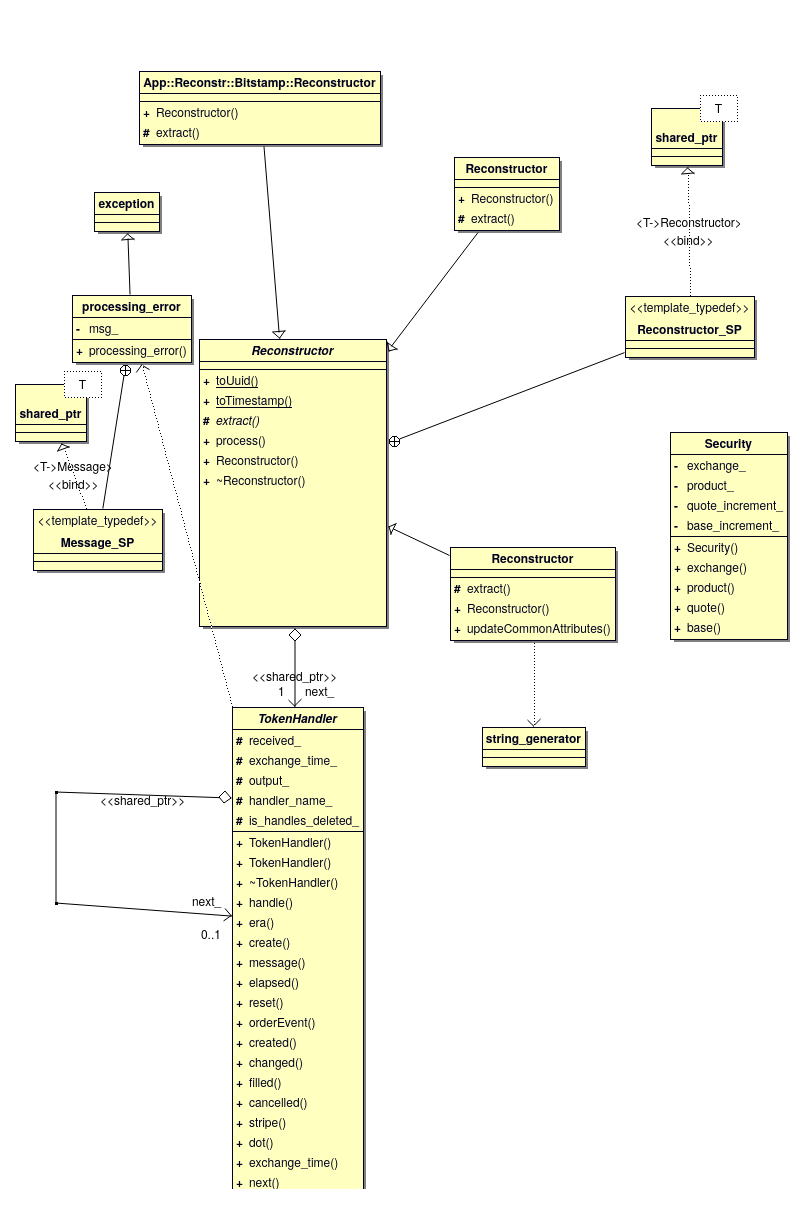 App::Reconstr::Bitstamp::Reconstructor
+ Reconstructor()
# extract()
T
shared_ptr
Reconstructor
+ Reconstructor()
# extract()
exception
<T->Reconstructor>
<<bind>>
processing_error
- msg_
+ processing_error()
<<template_typedef>>
Reconstructor_SP
Reconstructor
+ toUuid()
+ toTimestamp()
# extract()
+ process()
+ Reconstructor()
+ ~Reconstructor()
T
shared_ptr
<T->Message>
<<bind>>
<<template_typedef>>
Message_SP
Security
- exchange_
- product_
- quote_increment_
- base_increment_
+ Security()
+ exchange()
+ product()
+ quote()
+ base()
Reconstructor
# extract()
+ Reconstructor()
+ updateCommonAttributes()
<<shared_ptr>>
1 next_
string_generator
TokenHandler
# received_
# exchange_time_
# output_
# handler_name_
# is_handles_deleted_
+ TokenHandler()
+ TokenHandler()
+ ~TokenHandler()
+ handle()
+ era()
+ create()
+ message()
+ elapsed()
+ reset()
+ orderEvent()
+ created()
+ changed()
+ filled()
+ cancelled()
+ stripe()
+ dot()
+ exchange_time()
+ next()
<<shared_ptr>>
next_
0..1